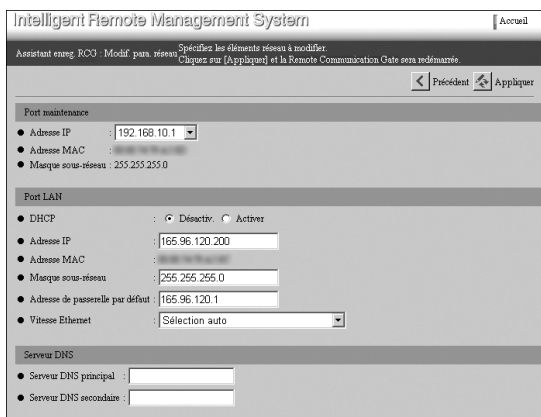 Intelligent Remote Management System
Accueil
Assistant enreg. RCG : Modif. para. réseau
Spécifiez les éléments réseau à modifier.
Cliquez sur [Appliquer] et la Remote Communication Gate sera redémarrée.
Précédent Appliquer
Port maintenance
Adresse IP : 192.168.10.1
Adresse MAC :
Masque sous-réseau : 255.255.255.0
Port LAN
DHCP : Désactiv. Activer
Adresse IP : 165.96.120.200
Adresse MAC :
Masque sous-réseau : 255.255.255.0
Adresse de passerelle par défaut : 165.96.120.1
Vitesse Ethernet : Sélection auto
Serveur DNS
Serveur DNS principal :
Serveur DNS secondaire :